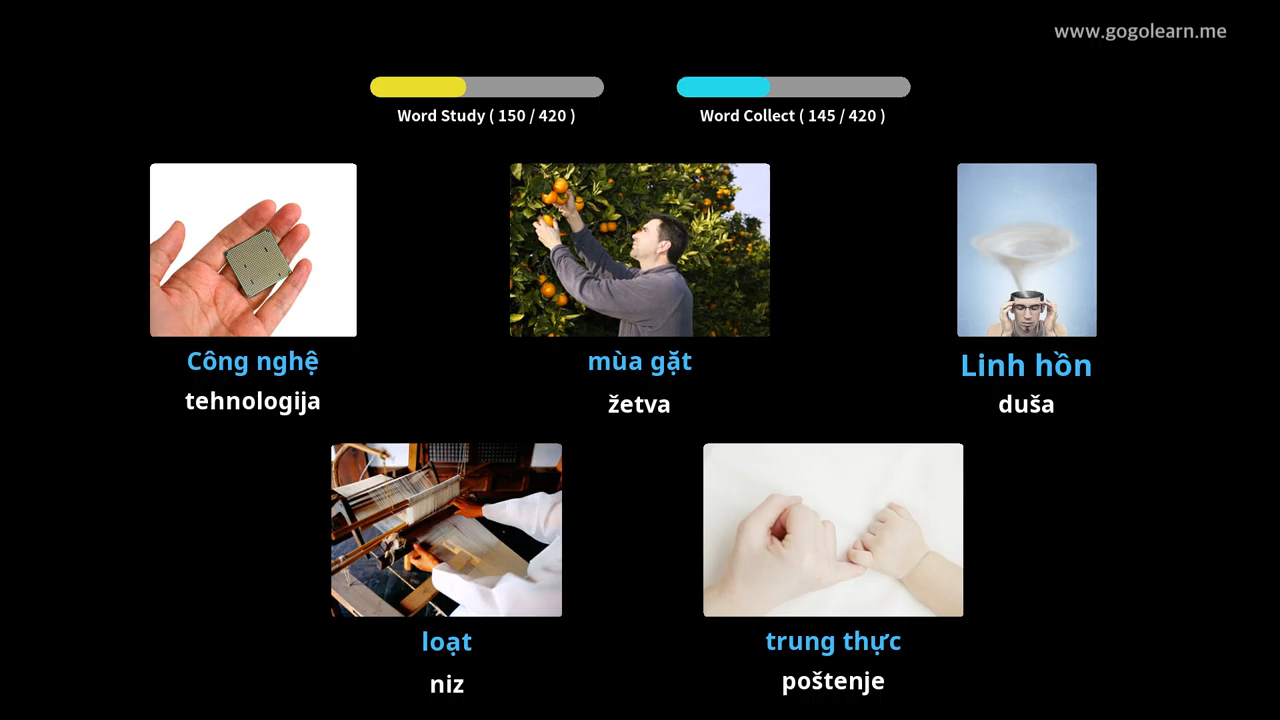 www.gogolearn.me
Word Study ( 150 / 420 )
Word Collect ( 145 / 420 )
Công nghệ
tehnologija
mùa gặt
žetva
Linh hồn
duša
loạt
niz
trung thực
poštenje